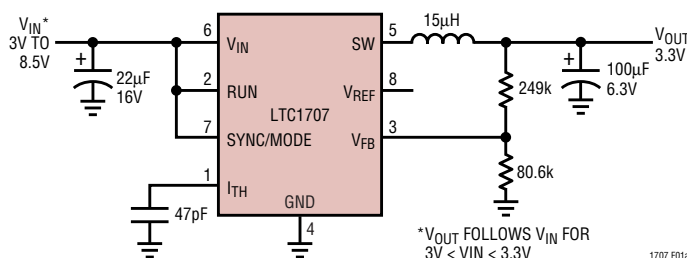 VIN*
3V TO
8.5V
+
22µF
16V
6
VIN
2
RUN
7
SYNC/MODE
1
ITH
47pF
LTC1707
GND
4
SW
5
15µH
VREF
8
VFB
3
249k
80.6k
+
100µF
6.3V
VOUT
3.3V
*VOUT FOLLOWS VIN FOR
3V < VIN < 3.3V
1707 F01a